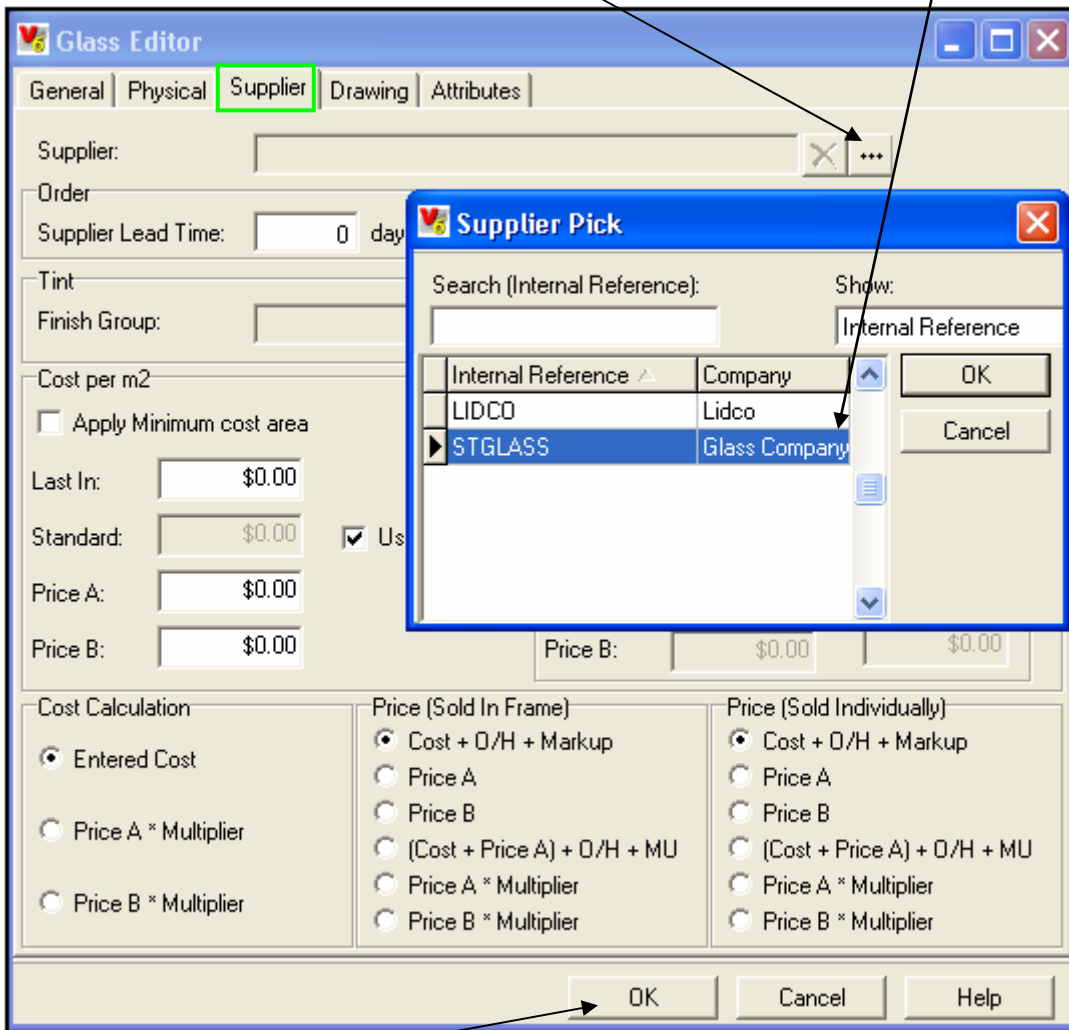 Glass Editor
General Physical Supplier Drawing Attributes
Supplier: ...
Order
Supplier Lead Time: 0 day
Tint
Finish Group:
Cost per m2
Apply Minimum cost area
Last In: $0.00
Standard: $0.00 Us
Price A: $0.00
Price B: $0.00
Price B: $0.00 $0.00
Supplier Pick
Search (Internal Reference): Show:
Internal Reference
Internal Reference Company
LIDCO Lidco
STGLASS Glass Company
OK
Cancel
Cost Calculation
Entered Cost
Price A * Multiplier
Price B * Multiplier
Price (Sold In Frame)
Cost + O/H + Markup
Price A
Price B
(Cost + Price A) + O/H + MU
Price A * Multiplier
Price B * Multiplier
Price (Sold Individually)
Cost + O/H + Markup
Price A
Price B
(Cost + Price A) + O/H + MU
Price A * Multiplier
Price B * Multiplier
OK Cancel Help